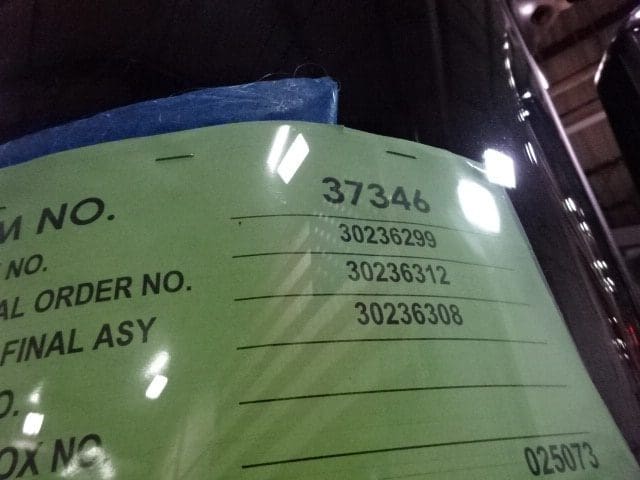 M NO. 37346
NO. 30236299
AL ORDER NO. 30236312
FINAL ASY 30236308
O.
OX NO 025073